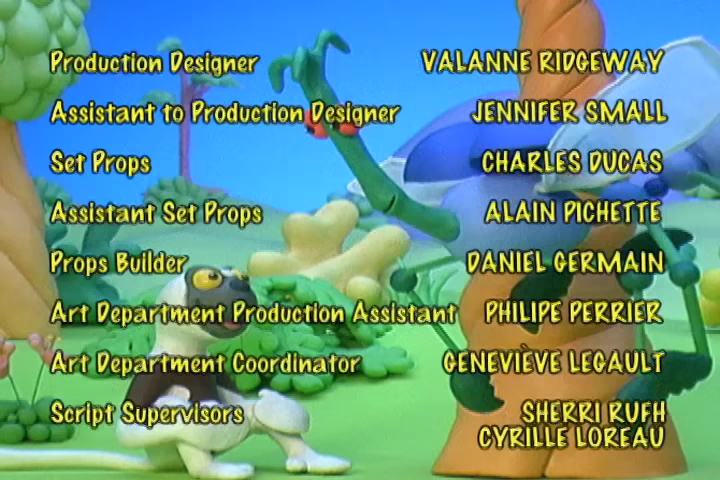 Production Designer VALANNE RIDGEWAY
Assistant to Production Designer JENNIFER SMALL
Set Props CHARLES DUCAS
Assistant Set Props ALAIN PICHETTE
Props Builder DANIEL GERMAIN
Art Department Production Assistant PHILIPE PERRIER
Art Department Coordinator GENEVIÈVE LEGAULT
Script Supervisors SHERRI RUFH
CYRILLE LOREAU